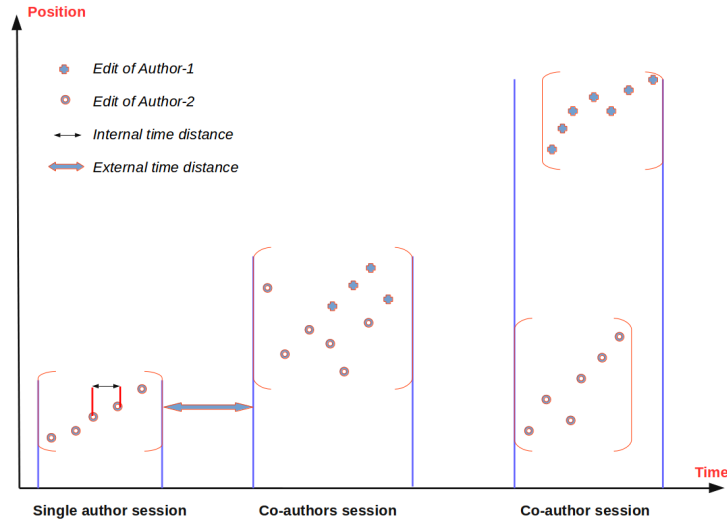 Position
Edit of Author-1
Edit of Author-2
Internal time distance
External time distance
Time
Single author session
Co-authors session
Co-author session